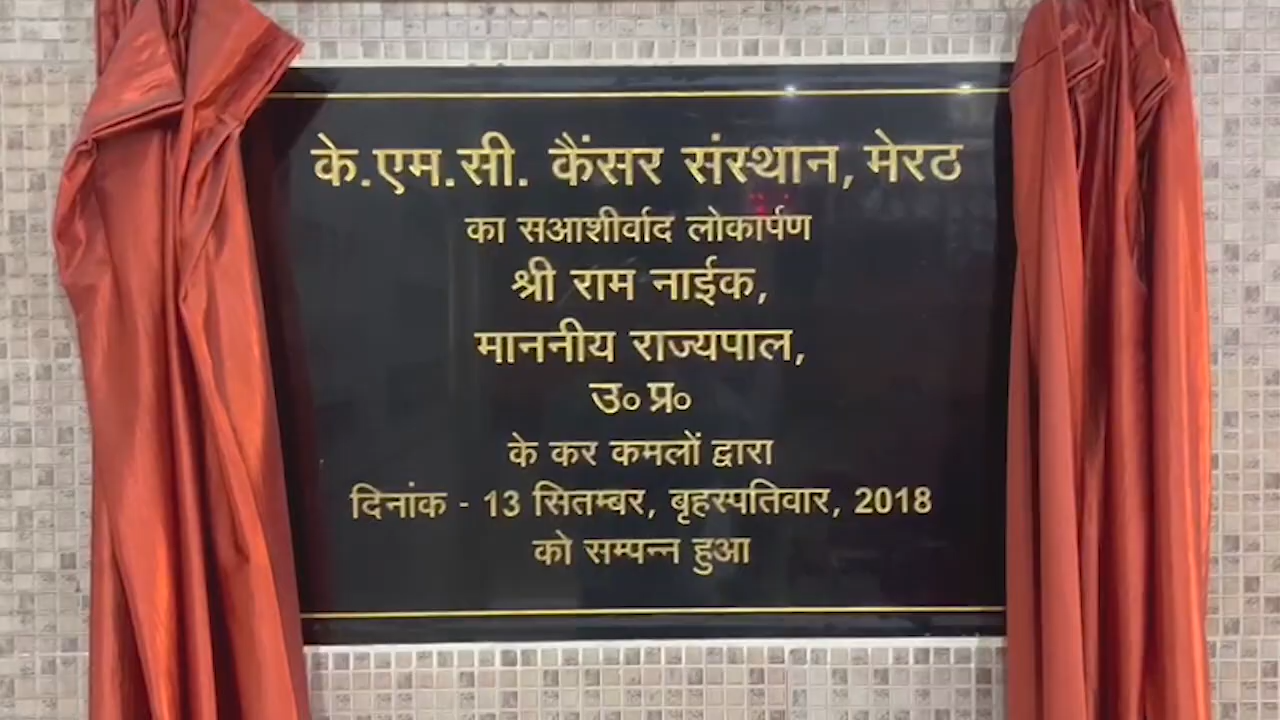 के.एम.सी. कैंसर संस्थान, मेरठ
का सआशीर्वाद लोकार्पण
श्री राम नाईक,
माननीय राज्यपाल,
उ० प्र०
के कर कमलों द्वारा
दिनांक - 13 सितम्बर, बृहस्पतिवार, 2018
को सम्पन्न हुआ